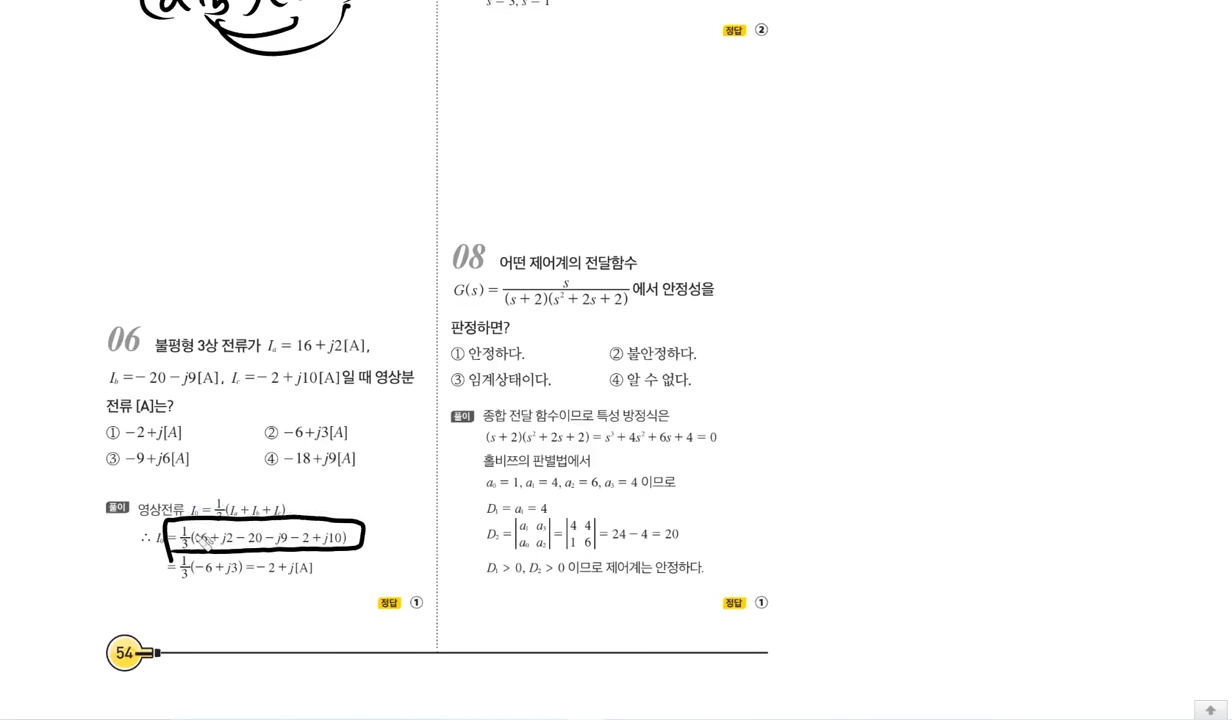 06 불평형 3상 전류가 Iₐ = 16 + j2[A],
I_b = − 20 − j9[A], I_c = − 2 + j10[A]일 때 영상분
전류 [A]는?
① −2+j[A] ② −6+j3[A]
③ −9+j6[A] ④ −18+j9[A]
풀이 영상전류 I₀ = 1/3(Iₐ + I_b + I_c)
= 1/3( 6 + j2 − 20 − j9 − 2 + j10)
= 1/3(−6 + j3) = − 2 + j[A]
정답 ①
54
정답 ②
08 어떤 제어계의 전달함수
G(s) = s/((s + 2)(s² + 2s + 2)) 에서 안정성을
판정하면?
① 안정하다. ② 불안정하다.
③ 임계상태이다. ④ 알 수 없다.
풀이 종합 전달 함수이므로 특성 방정식은
(s + 2)(s² + 2s + 2) = s³ + 4s² + 6s + 4 = 0
홀비쯔의 판별법에서
a₀ = 1, a₁ = 4, a₂ = 6, a₃ = 4 이므로
D₁ = a₁ = 4
D₂ = |a₁ a₃; a₀ a₂| = |4 4; 1 6| = 24 − 4 = 20
D₁ > 0, D₂ > 0 이므로 제어계는 안정하다.
정답 ①